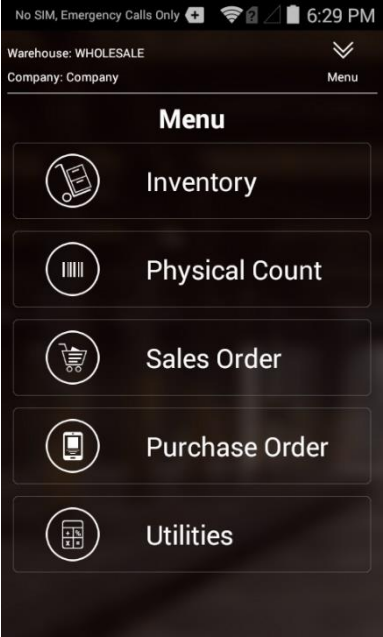 No SIM, Emergency Calls Only 6:29 PM
Warehouse: WHOLESALE
Company: Company Menu
Menu
Inventory
Physical Count
Sales Order
Purchase Order
Utilities